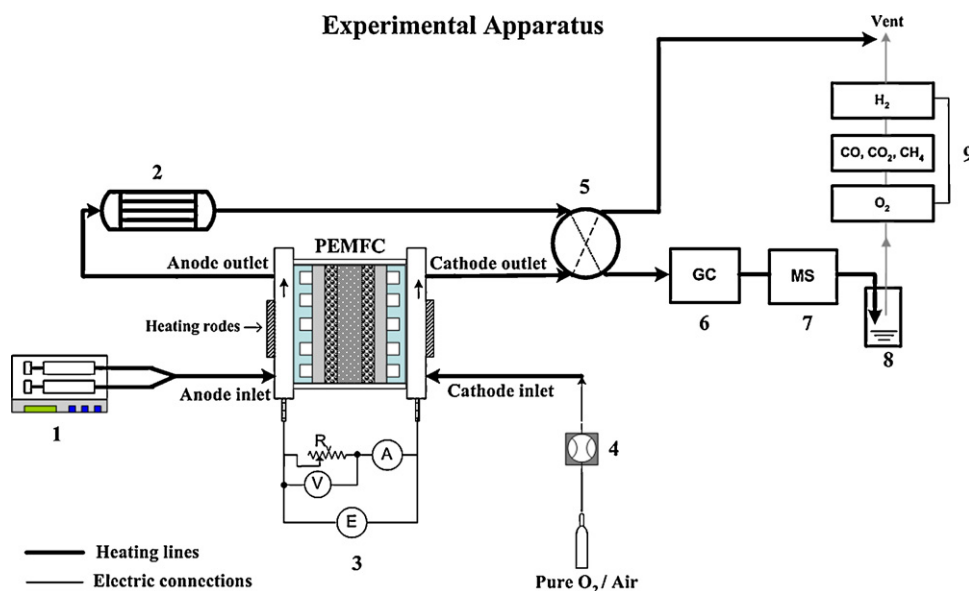 Experimental Apparatus
Vent
H₂
2
5
CO, CO₂, CH₄
9
O₂
PEMFC
Anode outlet
Cathode outlet
GC
MS
Heating rodes
6
7
8
Anode inlet
Cathode inlet
1
R
A
4
V
E
3
Heating lines
Electric connections
Pure O₂ / Air